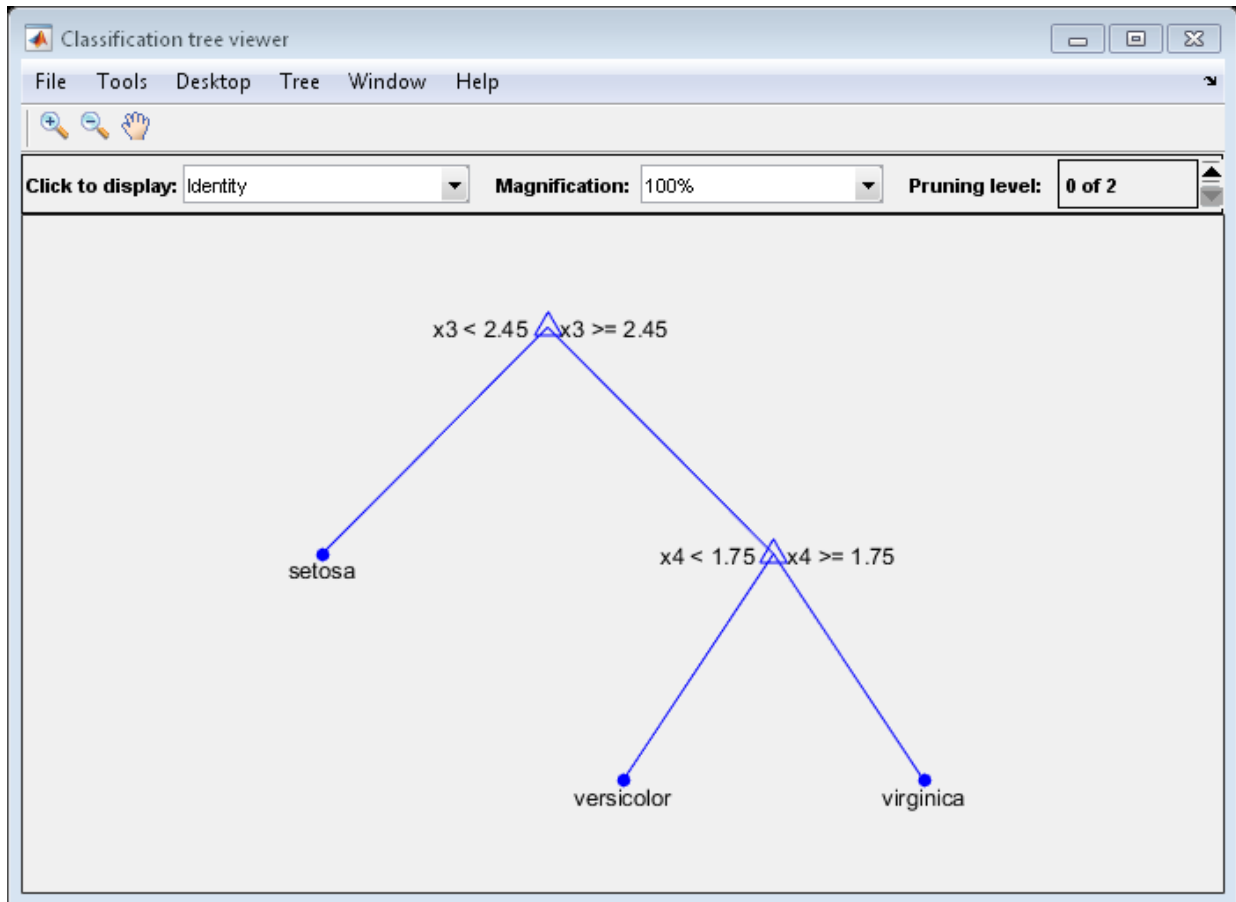 Classification tree viewer
File Tools Desktop Tree Window Help
Click to display: Identity Magnification: 100% Pruning level: 0 of 2
x3 < 2.45 x3 >= 2.45
setosa
x4 < 1.75 x4 >= 1.75
versicolor virginica